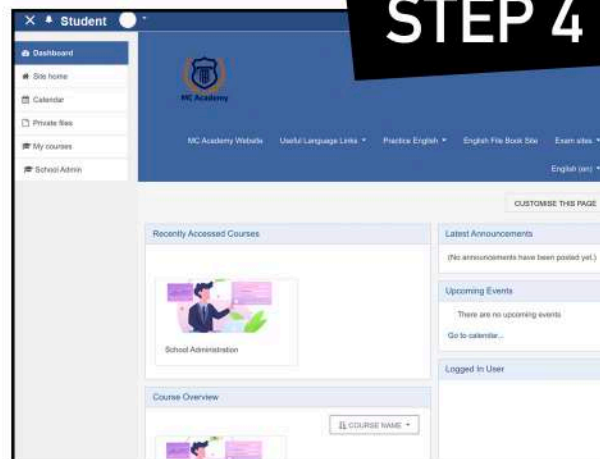 STEP 4
Student
Dashboard
Site home
Calendar
Private files
My courses
School Admin
MC Academy
MC Academy Website Useful Language Links Practice English English File Book Site Exam sites
English (en)
CUSTOMISE THIS PAGE
Recently Accessed Courses
School Administration
Course Overview
COURSE NAME
Latest Announcements
(No announcements have been posted yet.)
Upcoming Events
There are no upcoming events
Go to calendar...
Logged In User